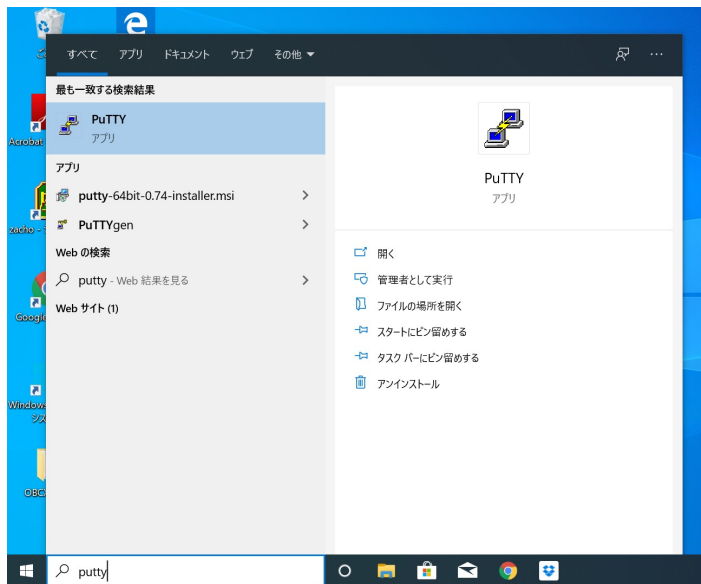 すべて アプリ ドキュメント ウェブ その他
最も一致する検索結果
PuTTY
アプリ
アプリ
putty-64bit-0.74-installer.msi
PuTTYgen
Web の検索
putty - Web 結果を見る
Web サイト (1)
PuTTY
アプリ
開く
管理者として実行
ファイルの場所を開く
スタートにピン留めする
タスク バーにピン留めする
アンインストール
Acrobat
zacho -
Google
Window
OBC
putty